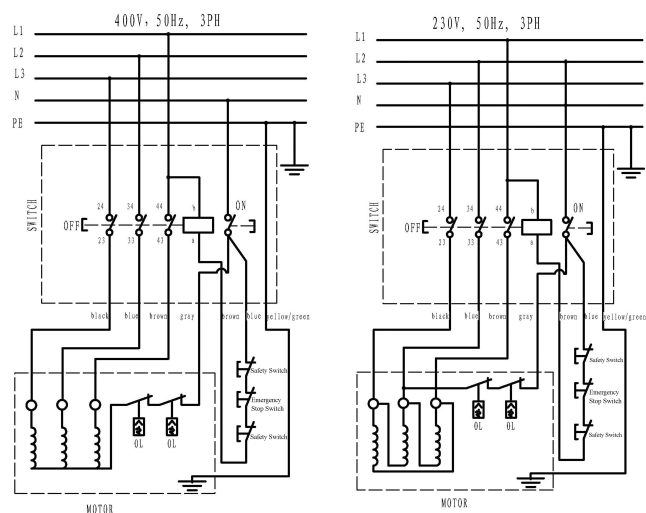 400V, 50Hz, 3PH
L1
L2
L3
N
PE
24
34
44
b
ON
OFF
SWITCH
23
33
43
a
black
blue
brown
gray
brown
blue
yellow/green
Safety Switch
Emergency
Stop Switch
Safety Switch
OL
OL
MOTOR
230V, 50Hz, 3PH
L1
L2
L3
N
PE
24
34
44
b
ON
OFF
SWITCH
23
33
43
a
black
blue
brown
gray
brown
blue
yellow/green
Safety Switch
Emergency
Stop Switch
Safety Switch
OL
OL
MOTOR